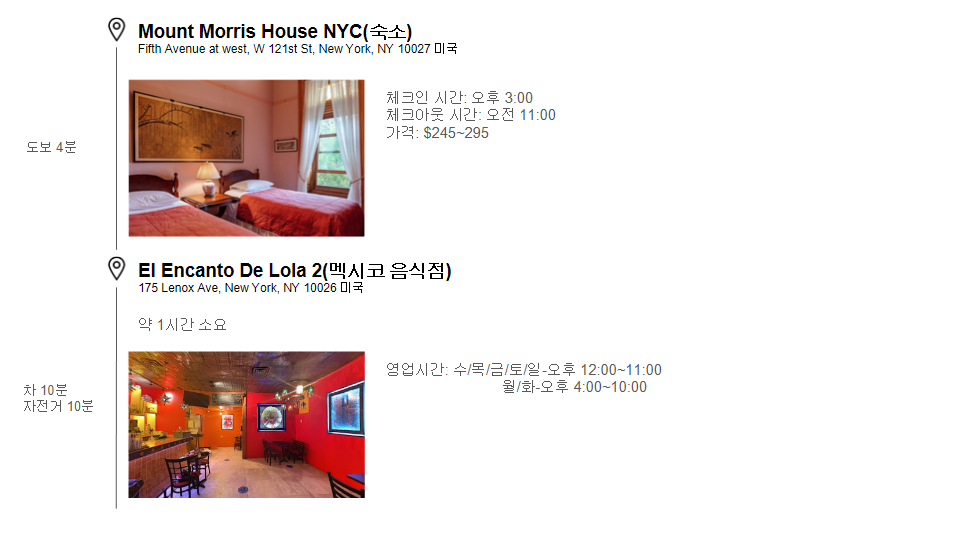 Mount Morris House NYC(숙소)
Fifth Avenue at west, W 121st St, New York, NY 10027 미국
체크인 시간: 오후 3:00
체크아웃 시간: 오전 11:00
가격: $245~295
도보 4분
El Encanto De Lola 2(멕시코 음식점)
175 Lenox Ave, New York, NY 10026 미국
약 1시간 소요
영업시간: 수/목/금/토/일-오후 12:00~11:00
월/화-오후 4:00~10:00
차 10분
자전거 10분